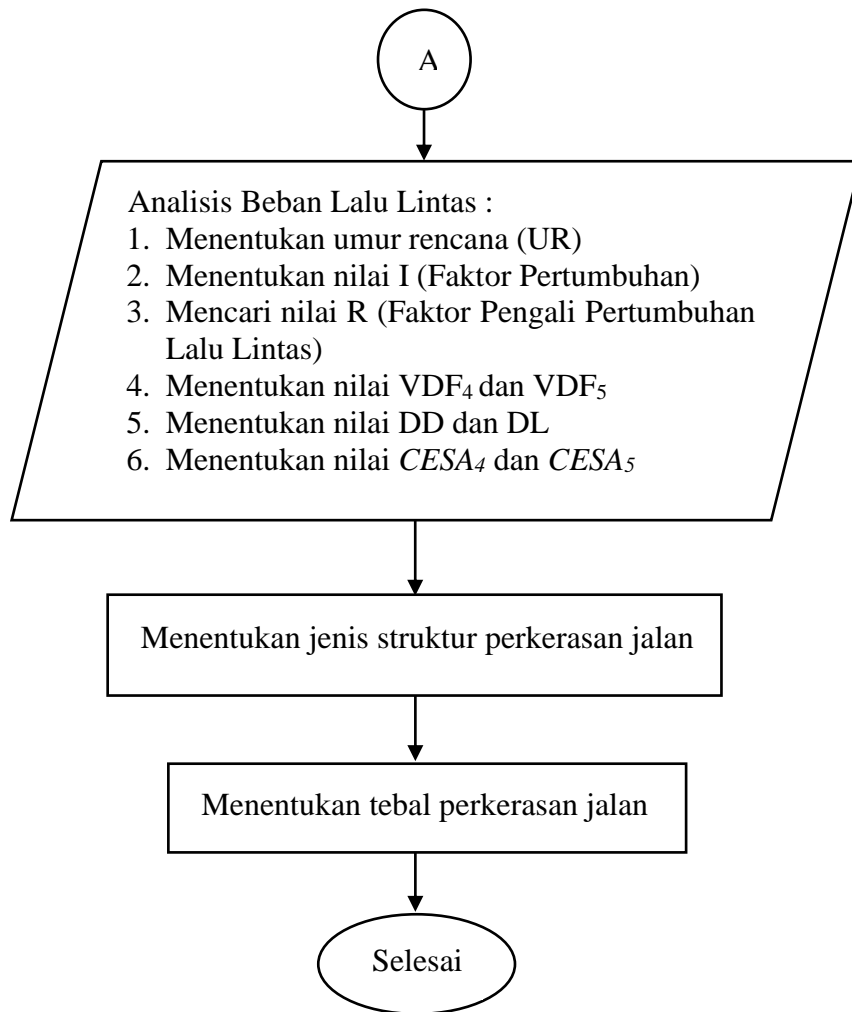 A
Analisis Beban Lalu Lintas :
1. Menentukan umur rencana (UR)
2. Menentukan nilai I (Faktor Pertumbuhan)
3. Mencari nilai R (Faktor Pengali Pertumbuhan
Lalu Lintas)
4. Menentukan nilai VDF₄ dan VDF₅
5. Menentukan nilai DD dan DL
6. Menentukan nilai CESA₄ dan CESA₅
Menentukan jenis struktur perkerasan jalan
Menentukan tebal perkerasan jalan
Selesai